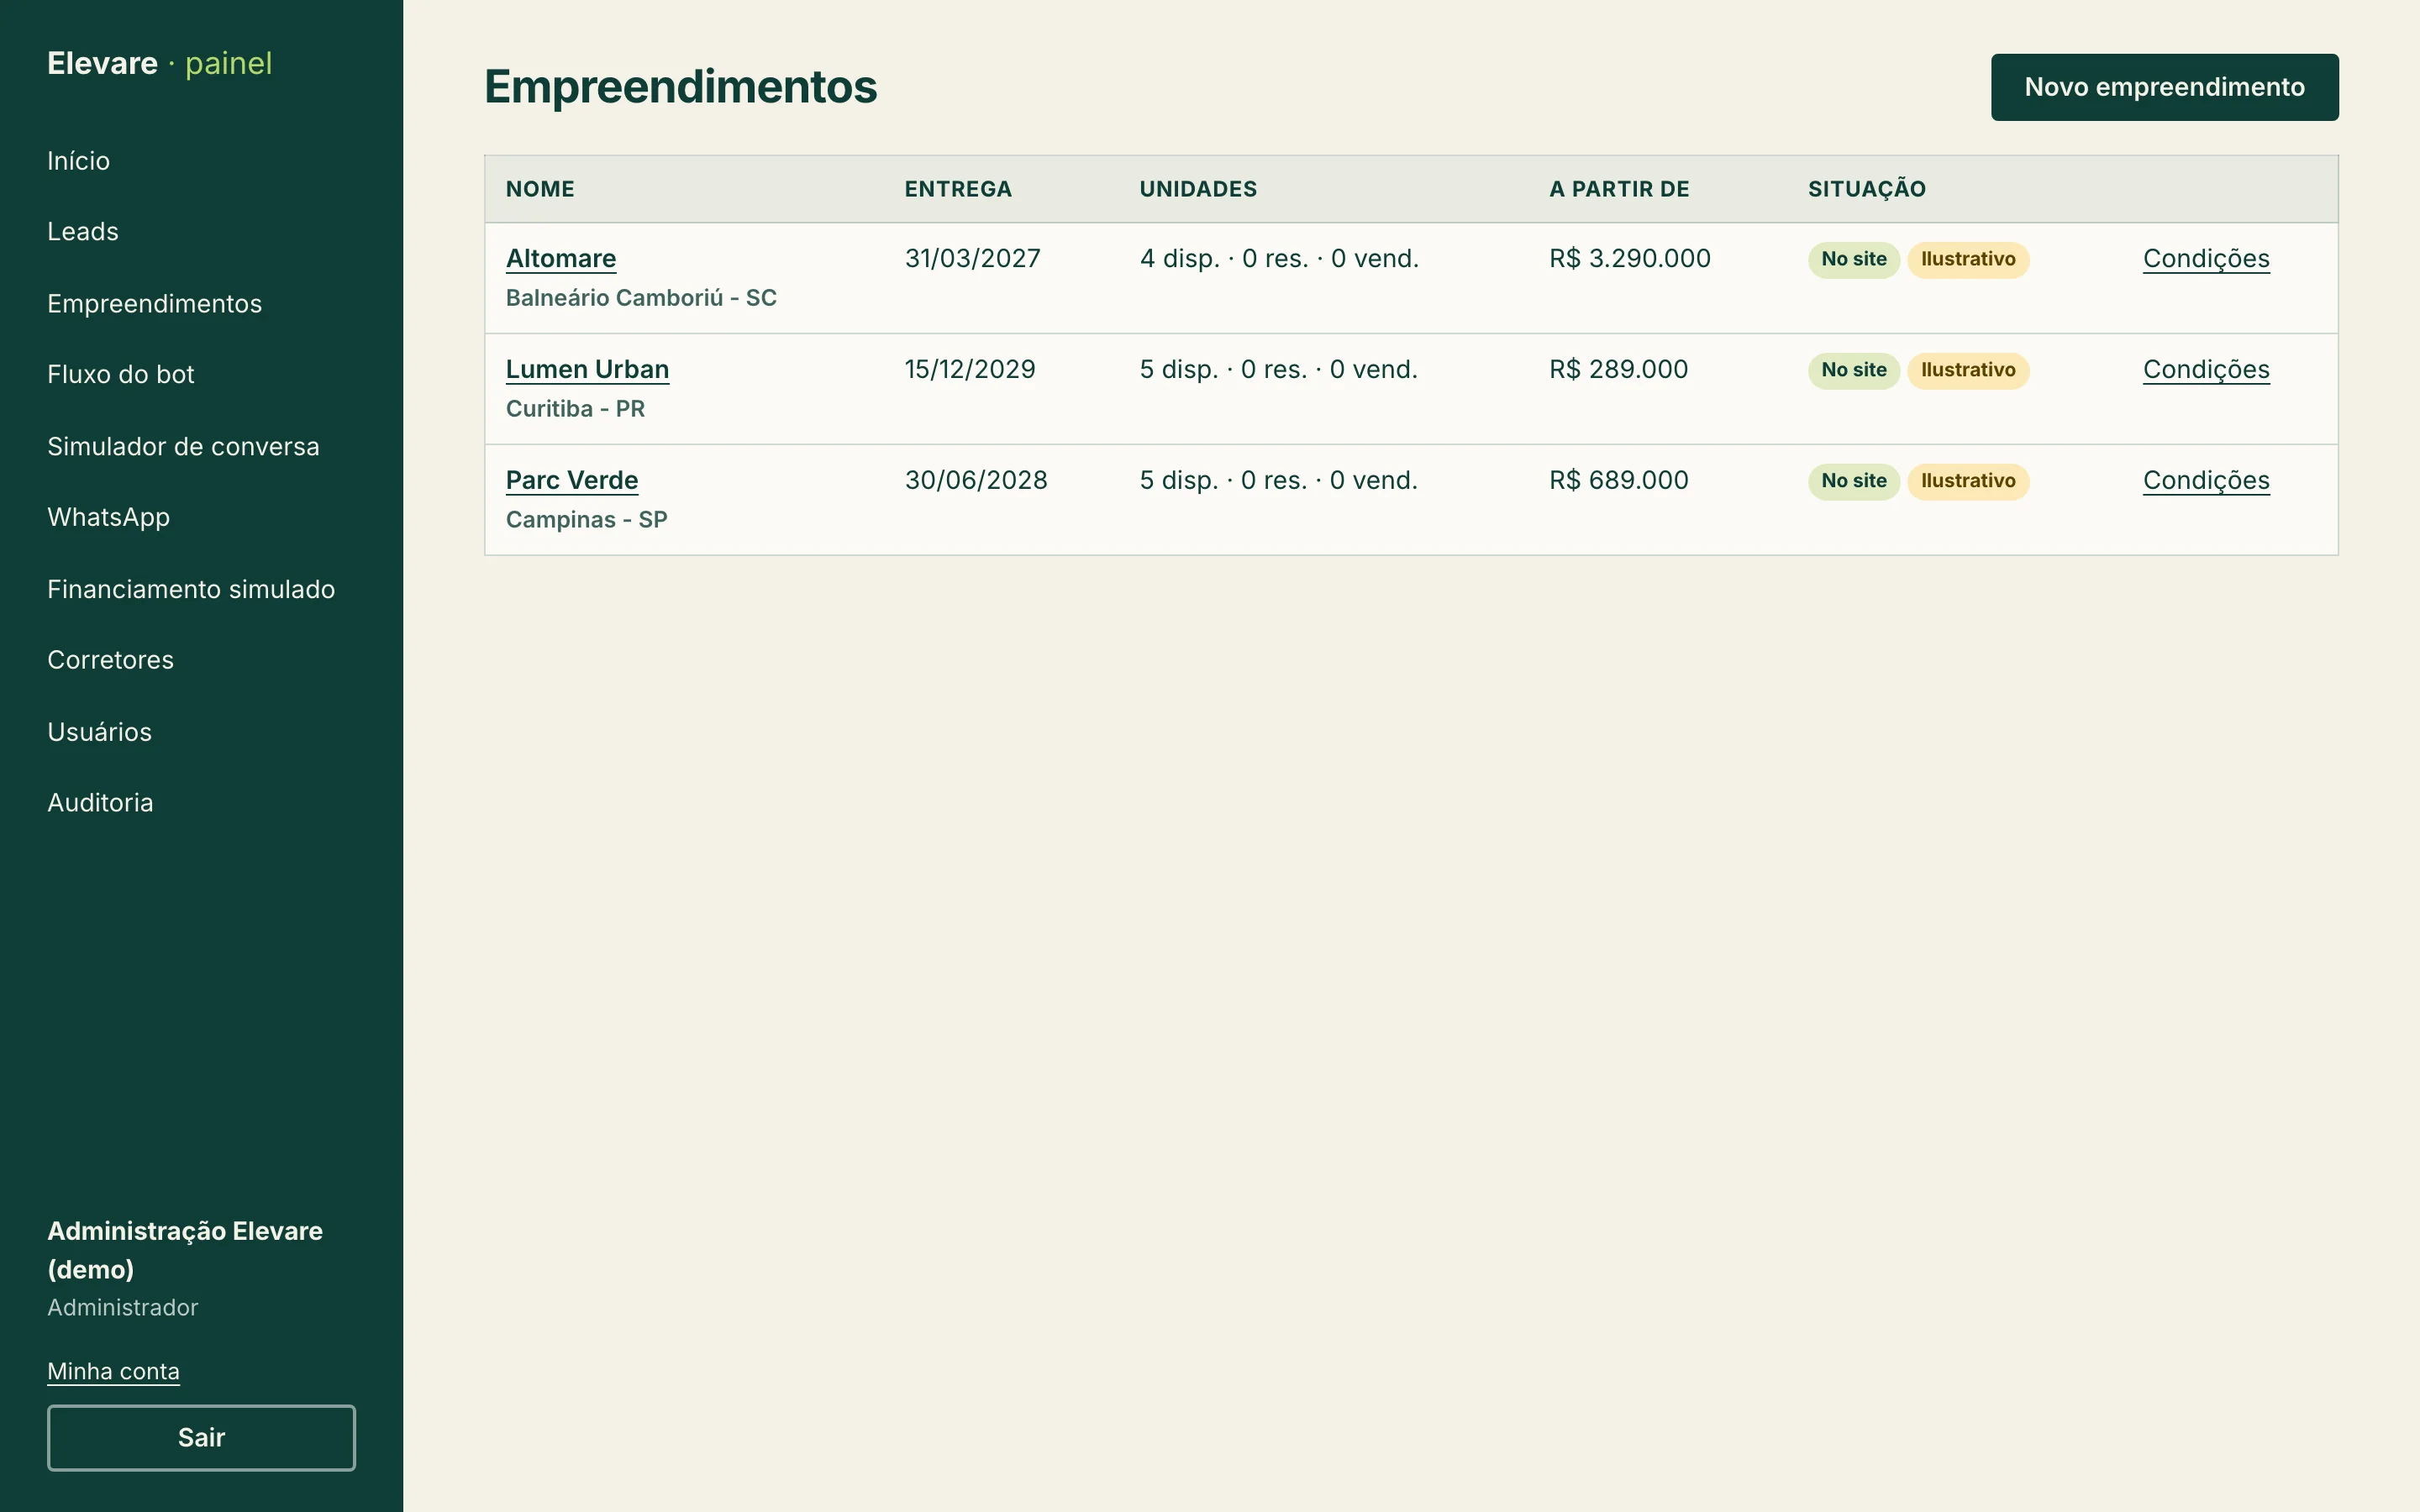 Elevare · painel
Início
Leads
Empreendimentos
Fluxo do bot
Simulador de conversa
WhatsApp
Financiamento simulado
Corretores
Usuários
Auditoria
Administração Elevare
(demo)
Administrador
Minha conta
Sair
Empreendimentos
Novo empreendimento
NOME ENTREGA UNIDADES A PARTIR DE SITUAÇÃO
Altomare 31/03/2027 4 disp. · 0 res. · 0 vend. R$ 3.290.000 No site Ilustrativo Condições
Balneário Camboriú - SC
Lumen Urban 15/12/2029 5 disp. · 0 res. · 0 vend. R$ 289.000 No site Ilustrativo Condições
Curitiba - PR
Parc Verde 30/06/2028 5 disp. · 0 res. · 0 vend. R$ 689.000 No site Ilustrativo Condições
Campinas - SP